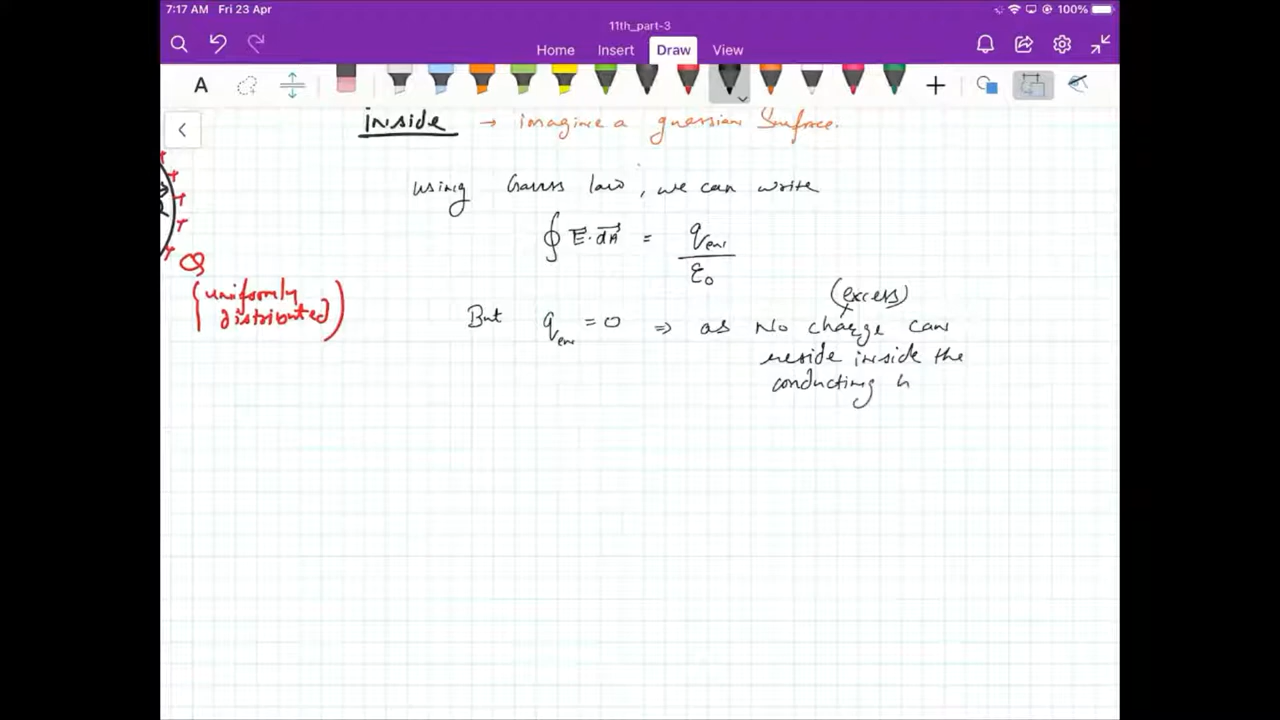 7:17 AM Fri 23 Apr
100%
11th_part-3
Home Insert Draw View
A
inside → imagine a guessian Surface.
using Gauss law, we can write
∮ E⃗·dA⃗ = q_enc / ε₀
Q
(uniformly distributed)
(excess)
But q_enc = 0 ⇒ as No charge can
reside inside the
conducting